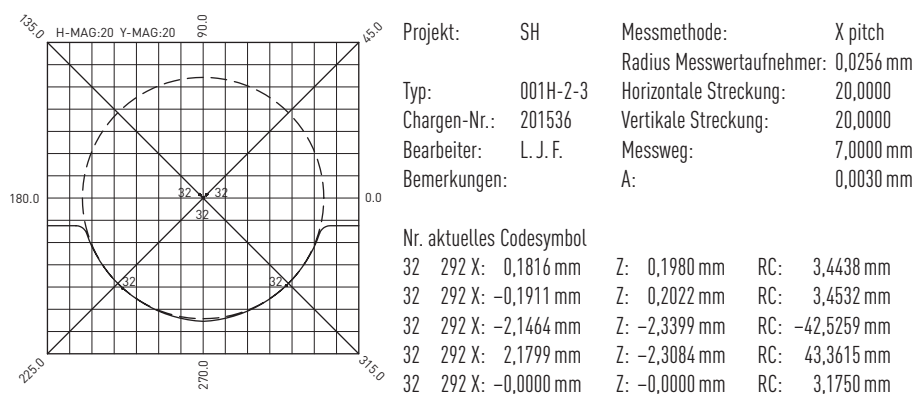 135.0
H-MAG:20 Y-MAG:20
90.0
45.0
180.0
0.0
32
32
32
32
32
225.0
270.0
315.0
Projekt: SH Messmethode: X pitch
Radius Messwertaufnehmer: 0,0256 mm
Typ: 001H-2-3 Horizontale Streckung: 20,0000
Chargen-Nr.: 201536 Vertikale Streckung: 20,0000
Bearbeiter: L. J. F. Messweg: 7,0000 mm
Bemerkungen: A: 0,0030 mm
Nr. aktuelles Codesymbol
32 292 X: 0,1816 mm Z: 0,1980 mm RC: 3,4438 mm
32 292 X: –0,1911 mm Z: 0,2022 mm RC: 3,4532 mm
32 292 X: –2,1464 mm Z: –2,3399 mm RC: –42,5259 mm
32 292 X: 2,1799 mm Z: –2,3084 mm RC: 43,3615 mm
32 292 X: –0,0000 mm Z: –0,0000 mm RC: 3,1750 mm